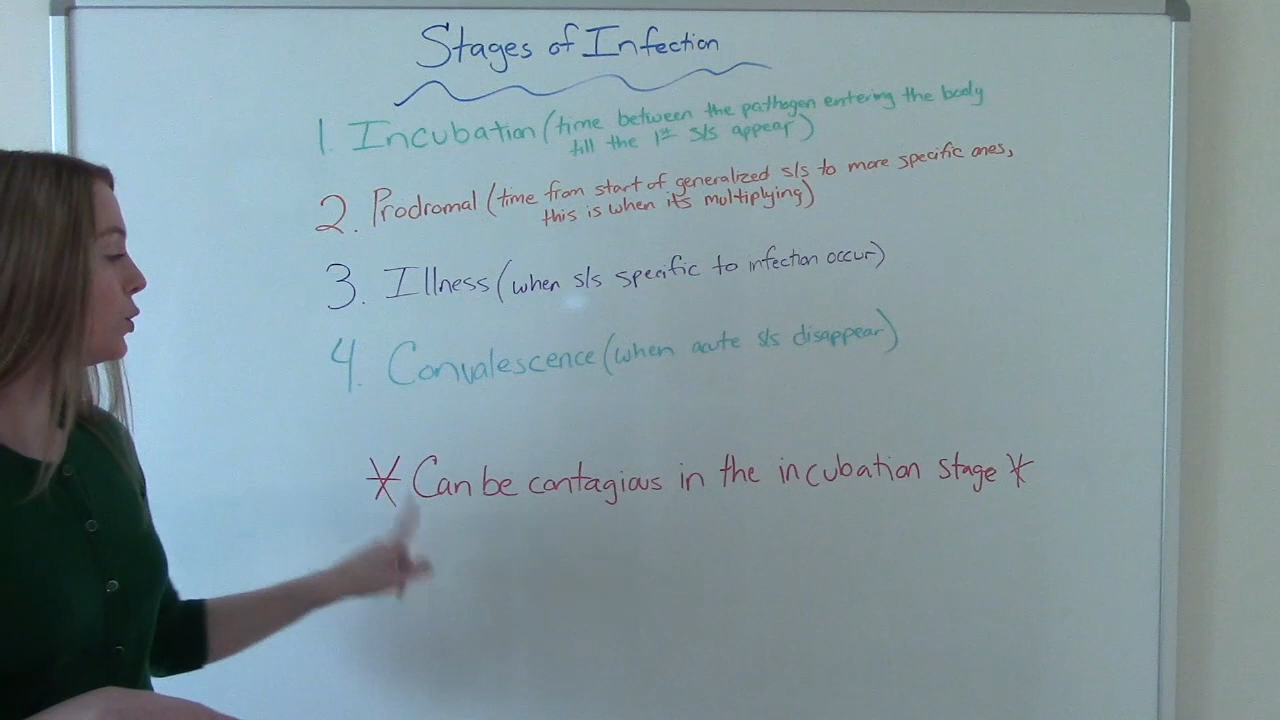 Stages of Infection
1. Incubation (time between the pathogen entering the body
till the 1st s/s appear)
2. Prodromal (time from start of generalized s/s to more specific ones,
this is when its multiplying)
3. Illness (when s/s specific to infection occur)
4. Convalescence (when acute s/s disappear)
* Can be contagious in the incubation stage *